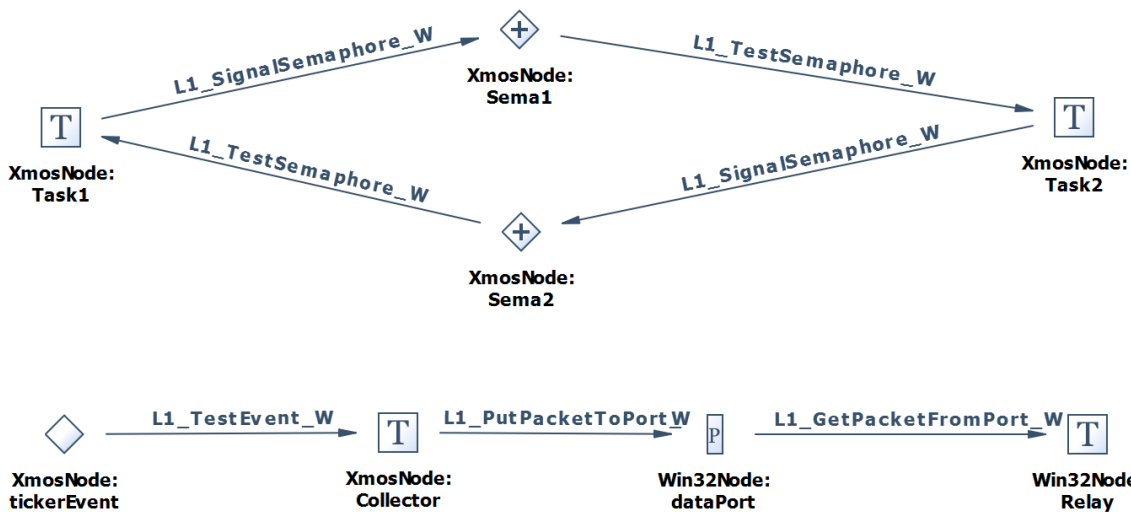 L1_SignalSemaphore_W
L1_TestSemaphore_W
XmosNode:
Sema1
T
XmosNode:
Task1
T
XmosNode:
Task2
L1_TestSemaphore_W
L1_SignalSemaphore_W
XmosNode:
Sema2
L1_TestEvent_W
L1_PutPacketToPort_W
L1_GetPacketFromPort_W
T
P
T
XmosNode:
tickerEvent
XmosNode:
Collector
Win32Node:
dataPort
Win32Node
Relay